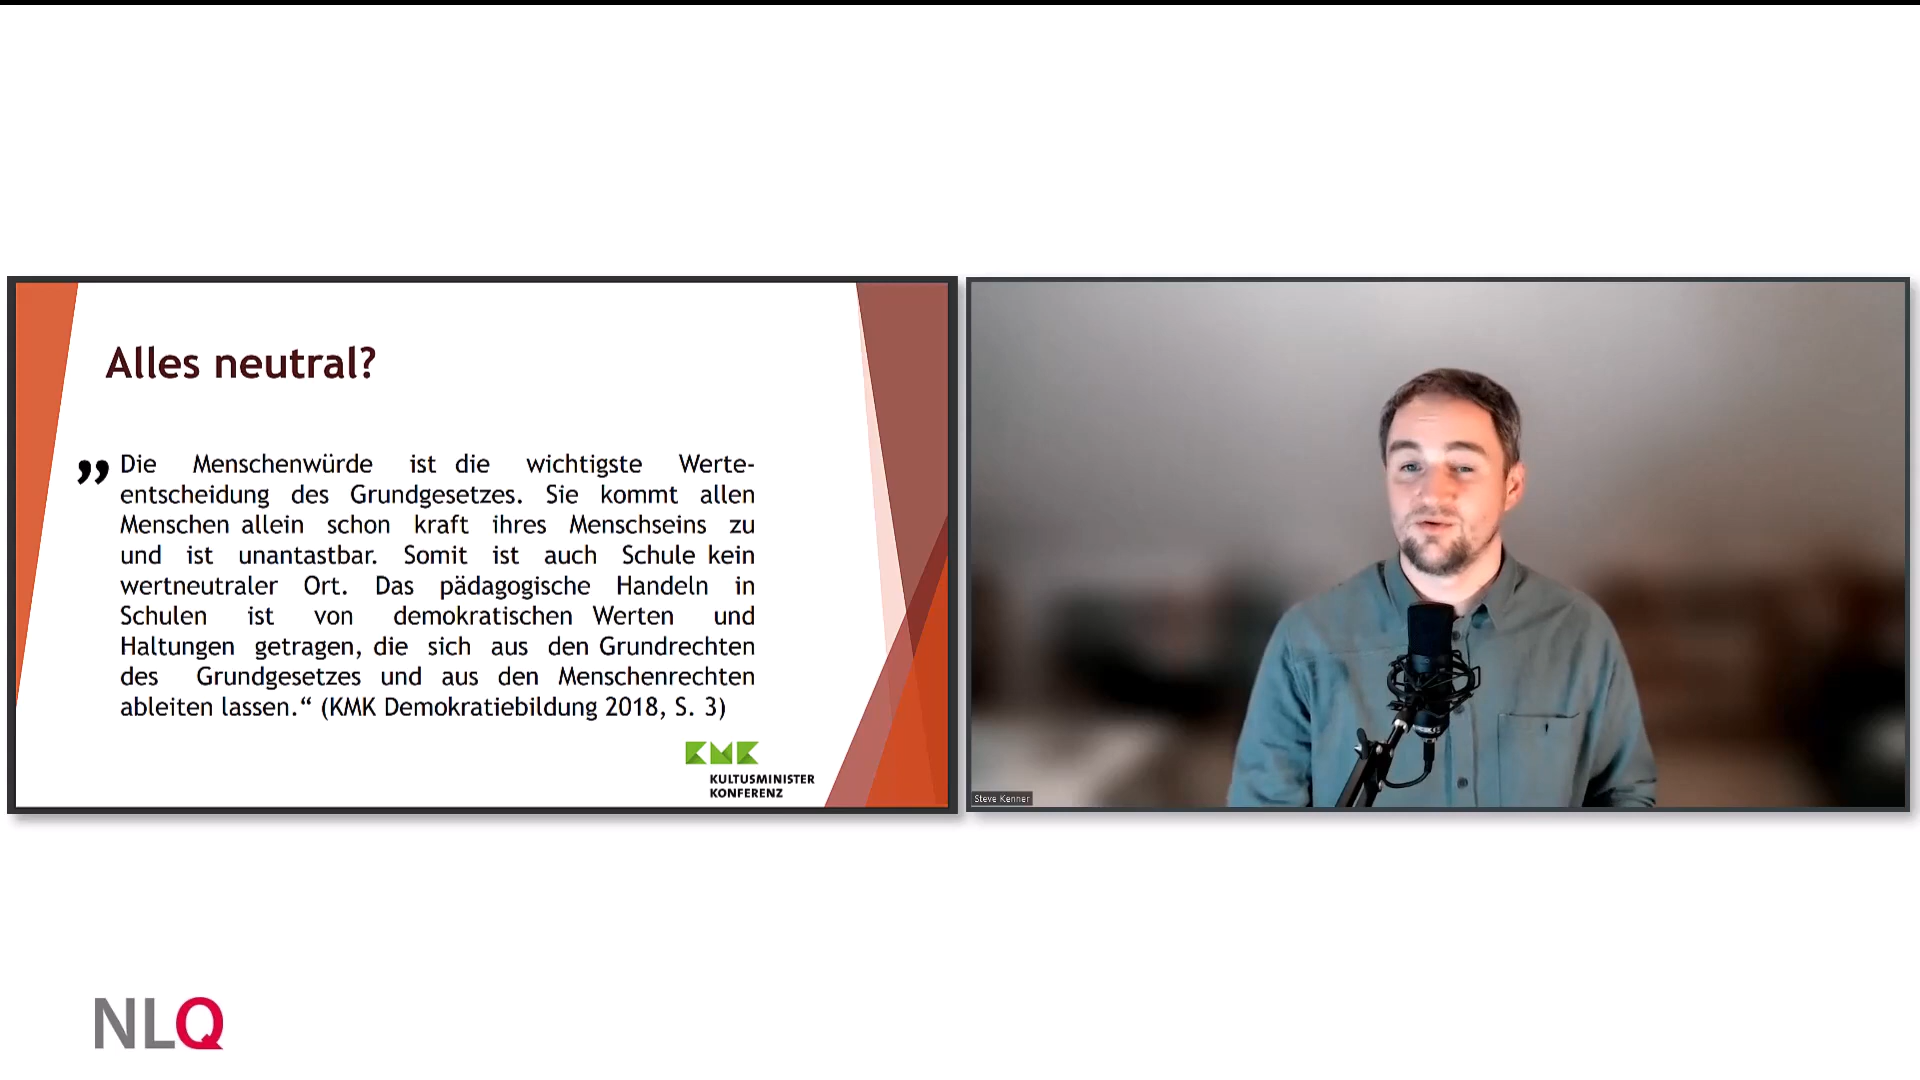 Alles neutral?
„Die Menschenwürde ist die wichtigste Werte-
entscheidung des Grundgesetzes. Sie kommt allen
Menschen allein schon kraft ihres Menschseins zu
und ist unantastbar. Somit ist auch Schule kein
wertneutraler Ort. Das pädagogische Handeln in
Schulen ist von demokratischen Werten und
Haltungen getragen, die sich aus den Grundrechten
des Grundgesetzes und aus den Menschenrechten
ableiten lassen.“ (KMK Demokratiebildung 2018, S. 3)
KMK
KULTUSMINISTER
KONFERENZ
Steve Kenner
NLQ